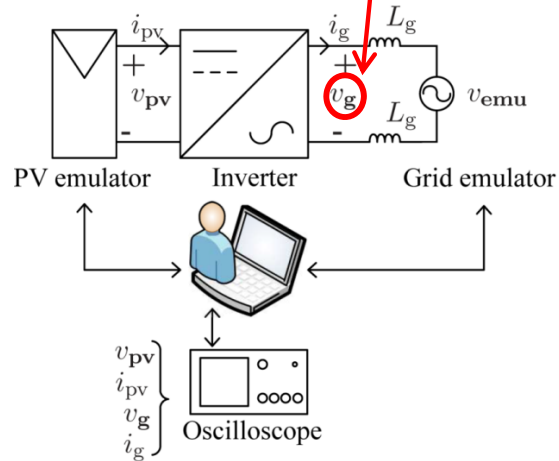 i_pv i_g L_g
+ +
v_pv v_g v_emu
- - L_g
PV emulator Inverter Grid emulator
v_pv
i_pv
v_g
i_g
Oscilloscope